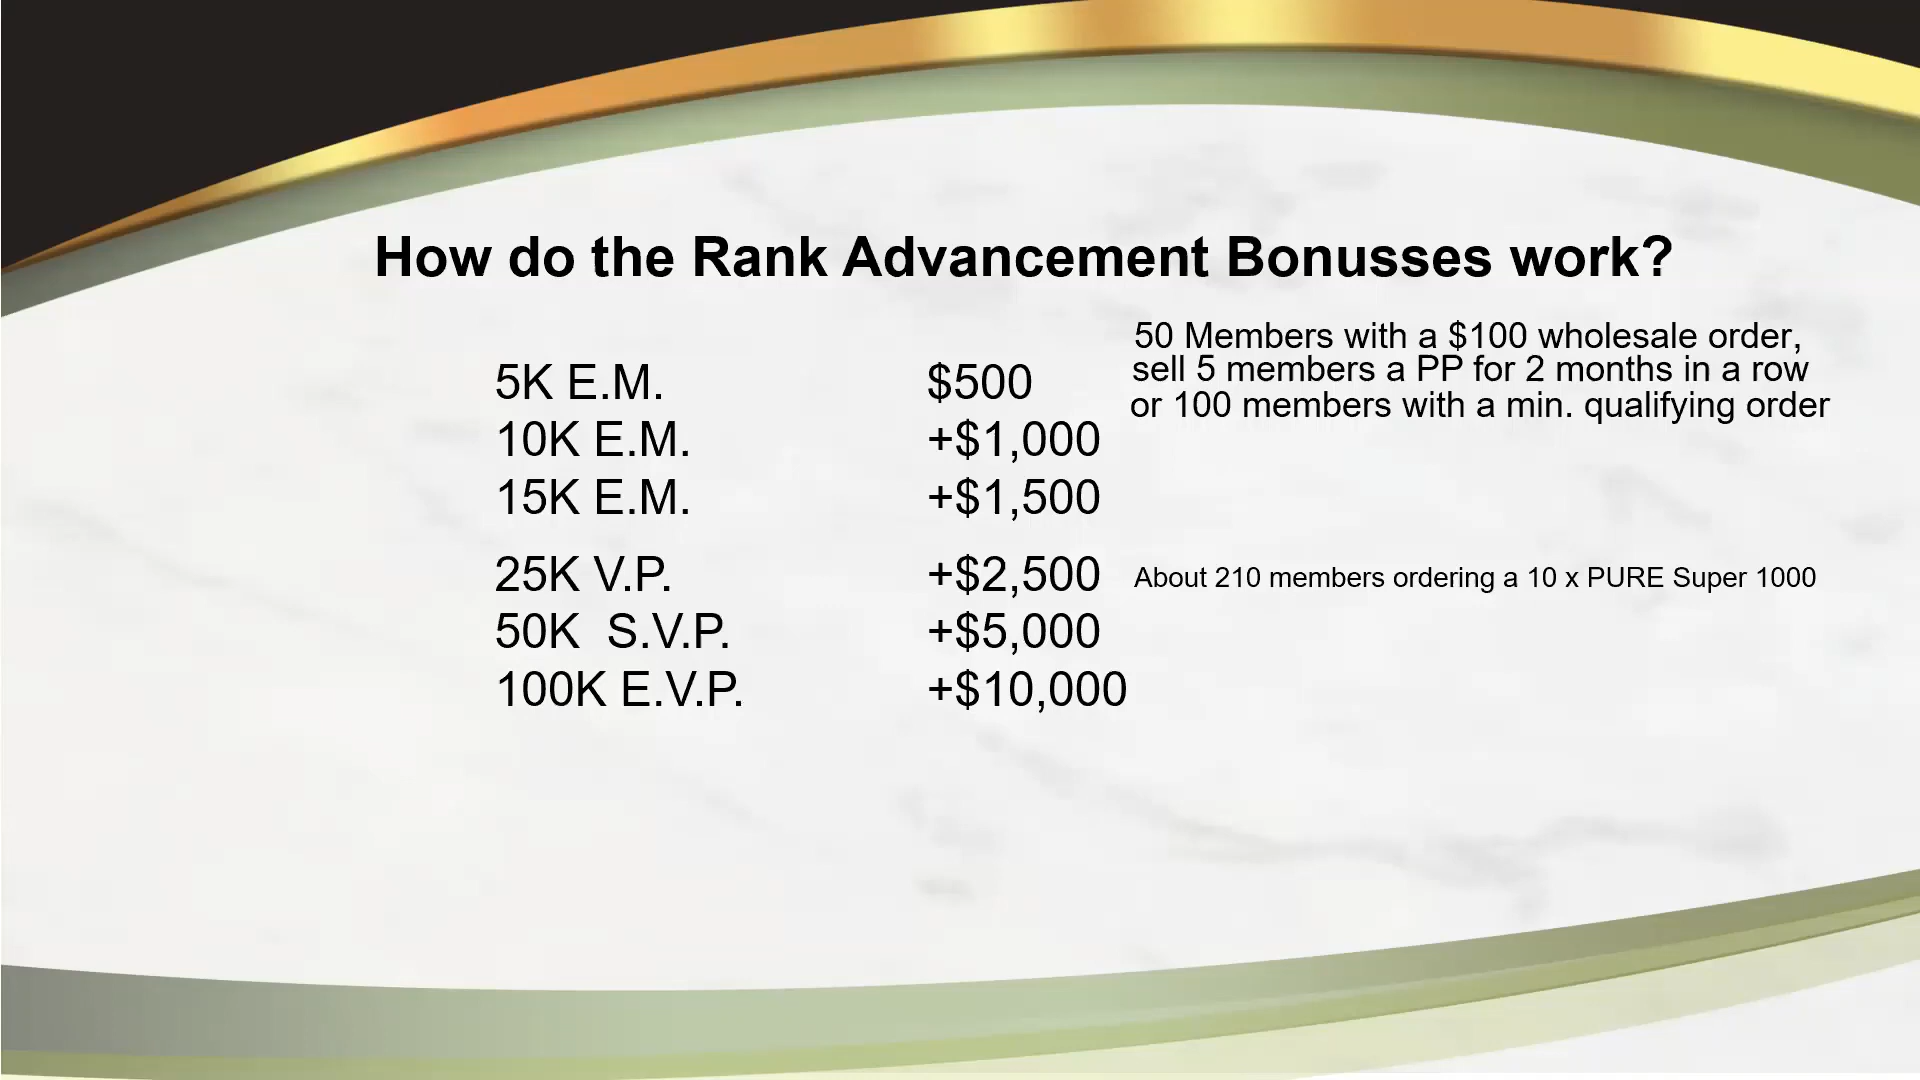 How do the Rank Advancement Bonusses work?
50 Members with a $100 wholesale order,
sell 5 members a PP for 2 months in a row
or 100 members with a min. qualifying order
5K E.M. $500
10K E.M. +$1,000
15K E.M. +$1,500
25K V.P. +$2,500 About 210 members ordering a 10 x PURE Super 1000
50K S.V.P. +$5,000
100K E.V.P. +$10,000